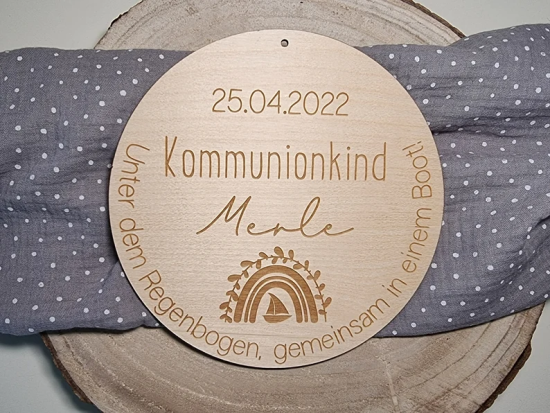 25.04.2022
Kommunionkind
Merle
Unter dem Regenbogen, gemeinsam in einem Boot!